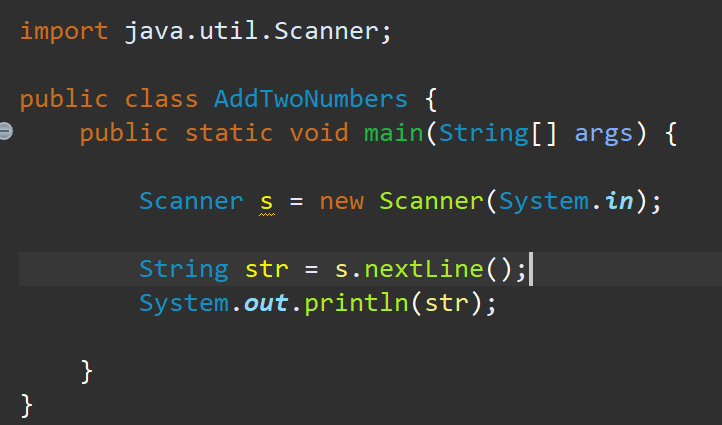 import java.util.Scanner;
public class AddTwoNumbers {
public static void main(String[] args) {
Scanner s = new Scanner(System.in);
String str = s.nextLine();
System.out.println(str);
}
}